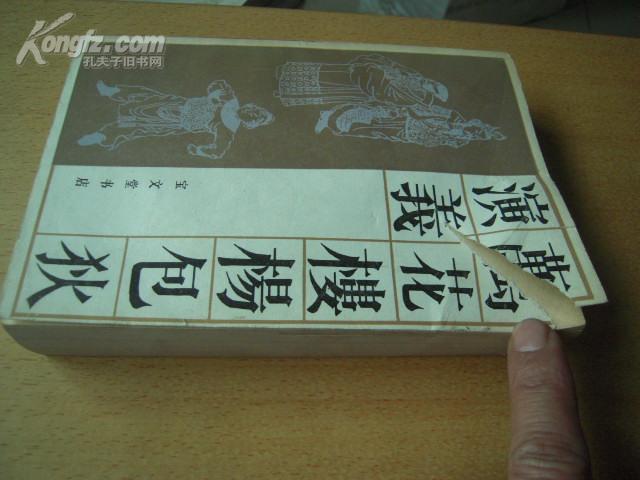 Kongfz.com
孔夫子旧书网
萬花樓楊包狄
演義
宝文堂书店